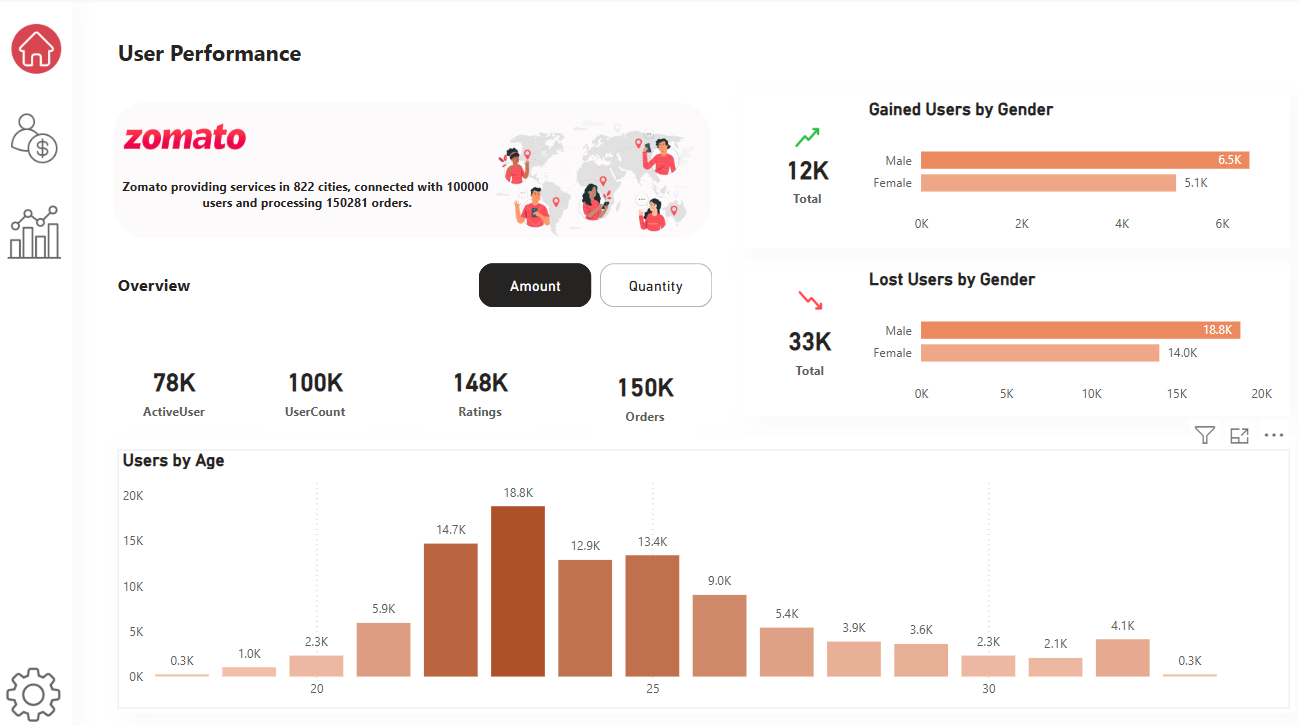 User Performance
zomato
Zomato providing services in 822 cities, connected with 100000
users and processing 150281 orders.
Gained Users by Gender
12K
Total
Male
6.5K
Female
5.1K
0K 2K 4K 6K
Overview
Amount
Quantity
Lost Users by Gender
33K
Total
Male
18.8K
Female
14.0K
0K 5K 10K 15K 20K
78K
ActiveUser
100K
UserCount
148K
Ratings
150K
Orders
Users by Age
20K
15K
10K
5K
0K
0.3K
1.0K
2.3K
5.9K
14.7K
18.8K
12.9K
13.4K
9.0K
5.4K
3.9K
3.6K
2.3K
2.1K
4.1K
0.3K
20 25 30